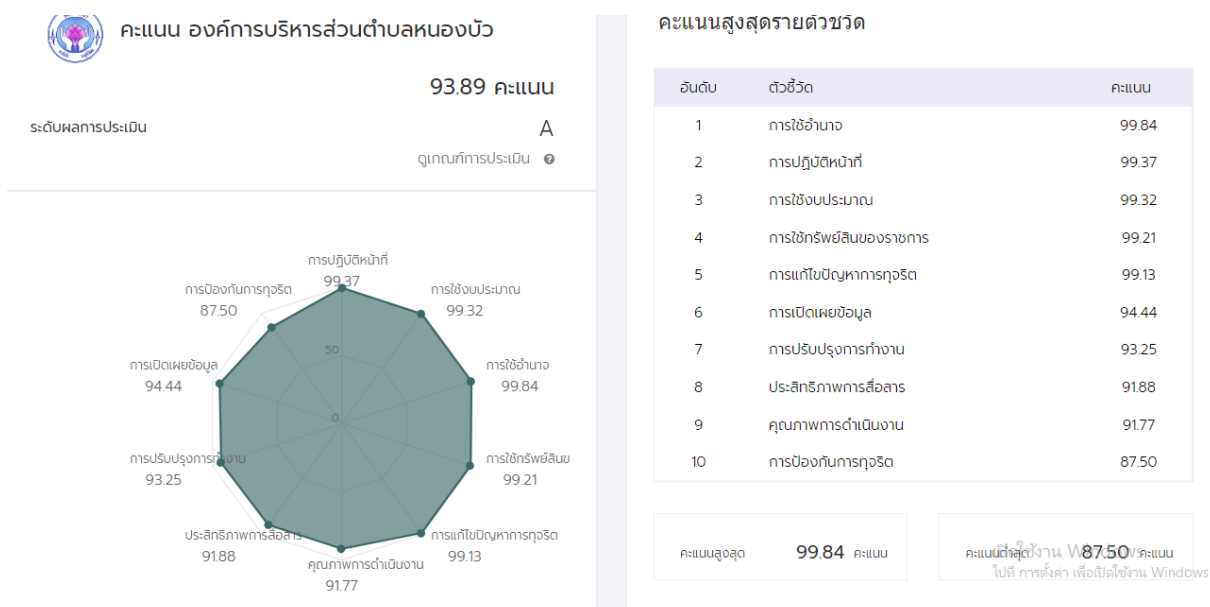 คะแนน องค์การบริหารส่วนตำบลหนองบัว
93.89 คะแนน
ระดับผลการประเมิน A
ดูเกณฑ์การประเมิน
การปฏิบัติหน้าที่
99.37
การป้องกันการทุจริต
87.50
การใช้งบประมาณ
99.32
50
การเปิดเผยข้อมูล
94.44
การใช้อำนาจ
99.84
0
การปรับปรุงการทำงาน
93.25
การใช้ทรัพย์สินข
99.21
ประสิทธิภาพการสื่อสาร
91.88
การแก้ไขปัญหาการทุจริต
99.13
คุณภาพการดำเนินงาน
91.77
คะแนนสูงสุดรายตัวชี้วัด
อันดับ ตัวชี้วัด คะแนน
1 การใช้อำนาจ 99.84
2 การปฏิบัติหน้าที่ 99.37
3 การใช้งบประมาณ 99.32
4 การใช้ทรัพย์สินของราชการ 99.21
5 การแก้ไขปัญหาการทุจริต 99.13
6 การเปิดเผยข้อมูล 94.44
7 การปรับปรุงการทำงาน 93.25
8 ประสิทธิภาพการสื่อสาร 91.88
9 คุณภาพการดำเนินงาน 91.77
10 การป้องกันการทุจริต 87.50
คะแนนสูงสุด 99.84 คะแนน
คะแนนต่ำสุด 87.50 คะแนน
เปิดใช้งาน Windows
ไปที่ การตั้งค่า เพื่อเปิดใช้งาน Windows